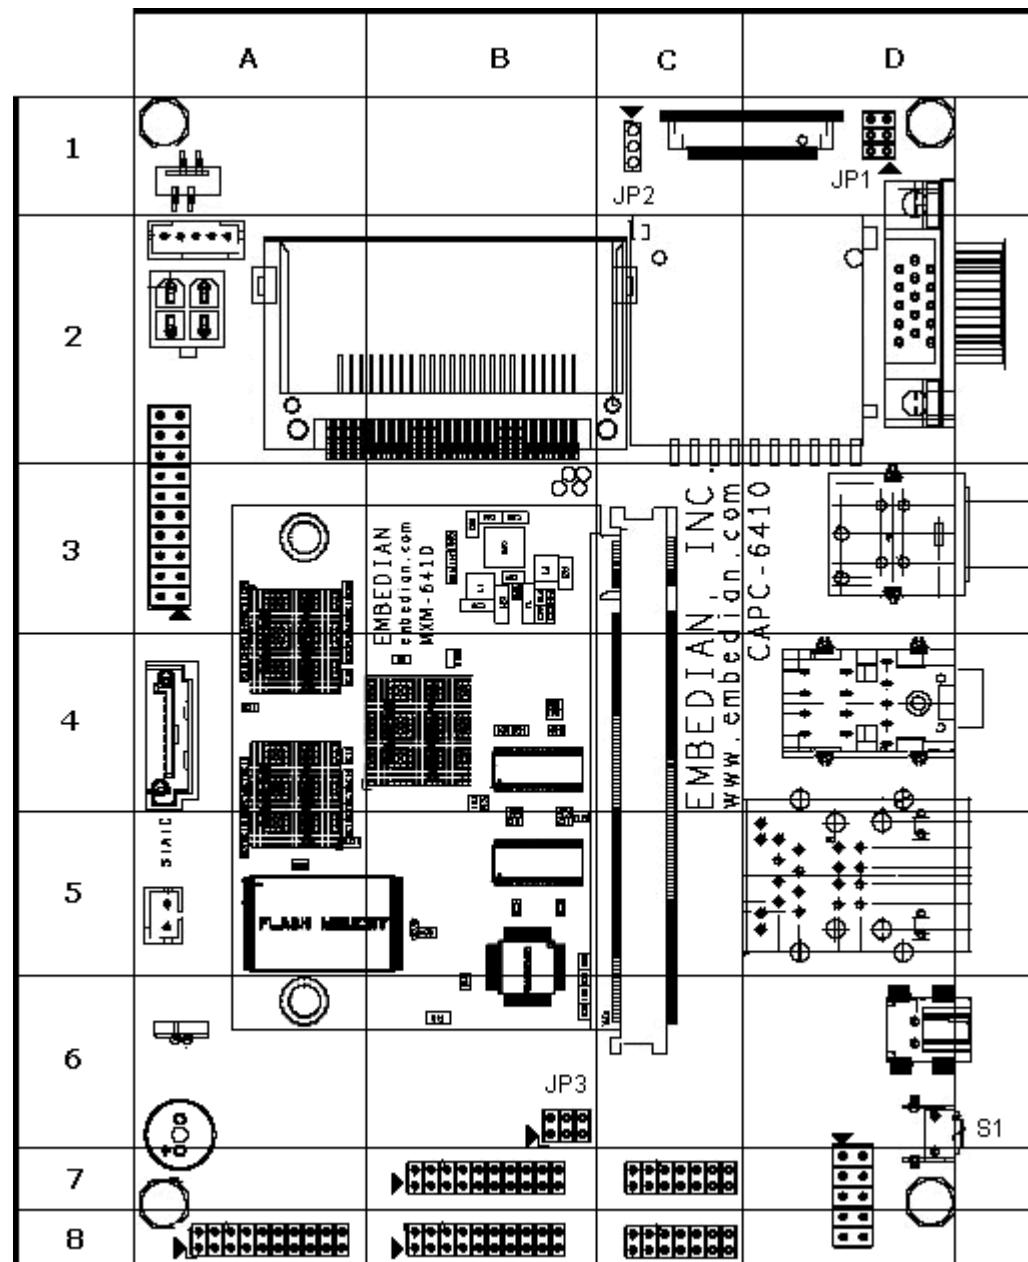 A B C D
1
JP2 JP1
2
3
EMBEDIAN
embedian.com
MXM-6410
EMBEDIAN, INC.
www.embedian.com
CAPC-6410
4
5
FLASH MEMORY
6
JP3
S1
7
8